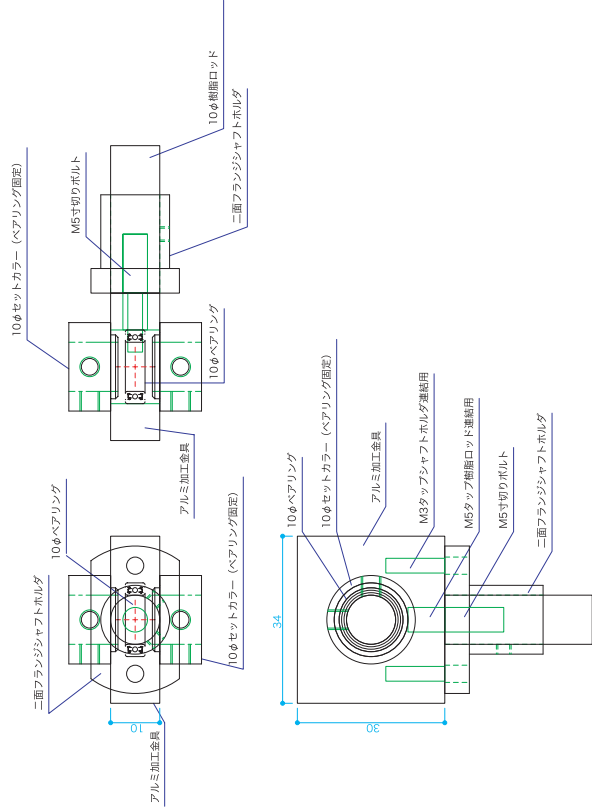 10φセットカラー（ベアリング固定）
M5寸切りボルト
10φ樹脂ロッド
二面フランジシャフトホルダ
10φベアリング
アルミ加工金具
10φベアリング
二面フランジシャフトホルダ
10φセットカラー（ベアリング固定）
アルミ加工金具
10
10φベアリング
10φセットカラー（ベアリング固定）
アルミ加工金具
M3タップシャフトホルダ連結用
M5タップ樹脂ロッド連結用
M5寸切りボルト
二面フランジシャフトホルダ
34
30